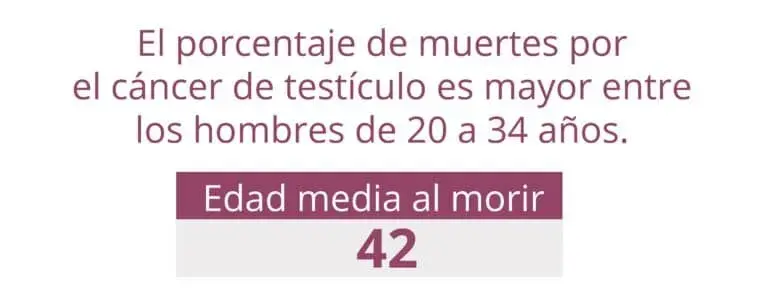 El porcentaje de muertes por
el cáncer de testículo es mayor entre
los hombres de 20 a 34 años.
Edad media al morir
42